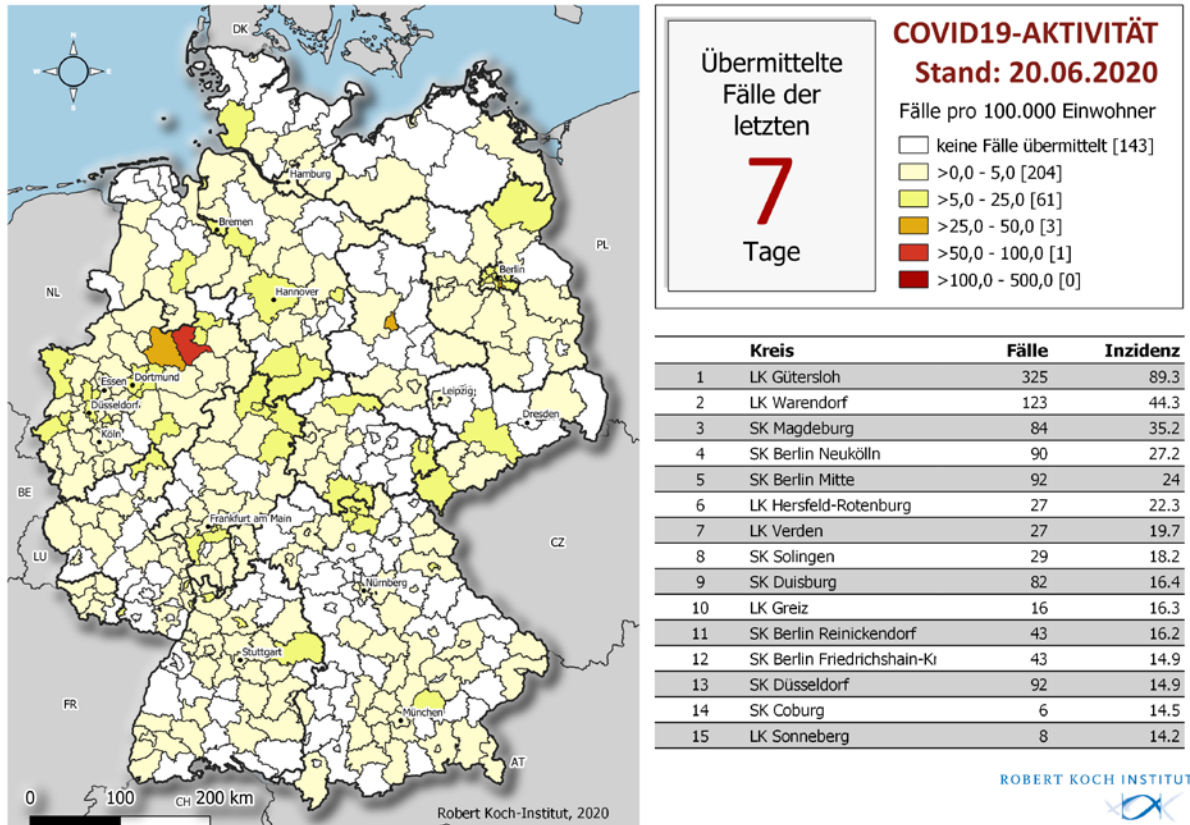 DK
N
W
E
S
Hamburg
Bremen
PL
Berlin
NL
Hannover
Essen
Dortmund
Düsseldorf
Leipzig
Dresden
Köln
BE
Frankfurt am Main
LU
CZ
Nürnberg
Stuttgart
FR
München
AT
0 100 200 km
CH
Robert Koch-Institut, 2020
Übermittelte
Fälle der
letzten
7
Tage
COVID19-AKTIVITÄT
Stand: 20.06.2020
Fälle pro 100.000 Einwohner
keine Fälle übermittelt [143]
>0,0 - 5,0 [204]
>5,0 - 25,0 [61]
>25,0 - 50,0 [3]
>50,0 - 100,0 [1]
>100,0 - 500,0 [0]
Kreis Fälle Inzidenz
1 LK Gütersloh 325 89.3
2 LK Warendorf 123 44.3
3 SK Magdeburg 84 35.2
4 SK Berlin Neukölln 90 27.2
5 SK Berlin Mitte 92 24
6 LK Hersfeld-Rotenburg 27 22.3
7 LK Verden 27 19.7
8 SK Solingen 29 18.2
9 SK Duisburg 82 16.4
10 LK Greiz 16 16.3
11 SK Berlin Reinickendorf 43 16.2
12 SK Berlin Friedrichshain-Kr 43 14.9
13 SK Düsseldorf 92 14.9
14 SK Coburg 6 14.5
15 LK Sonneberg 8 14.2
ROBERT KOCH INSTITUT